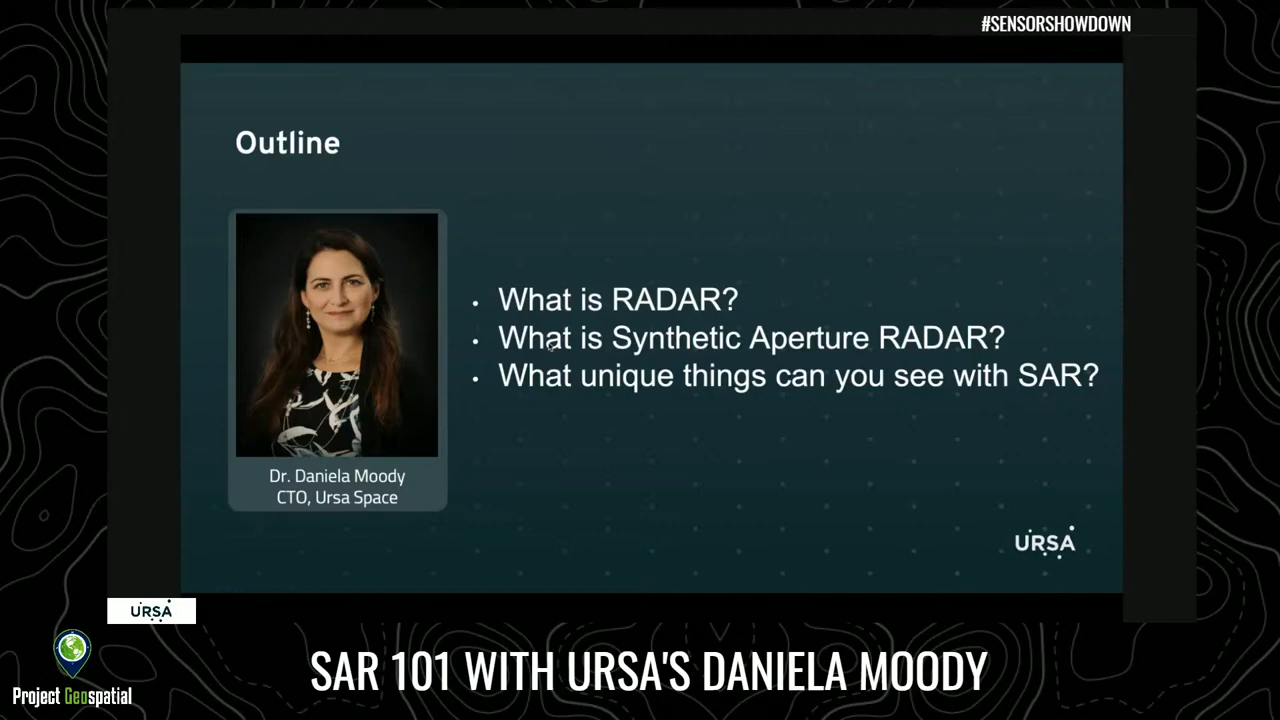 #SENSORSHOWDOWN
Outline
• What is RADAR?
• What is Synthetic Aperture RADAR?
• What unique things can you see with SAR?
Dr. Daniela Moody
CTO, Ursa Space
URSA
URSA
SAR 101 WITH URSA'S DANIELA MOODY
Project Geospatial